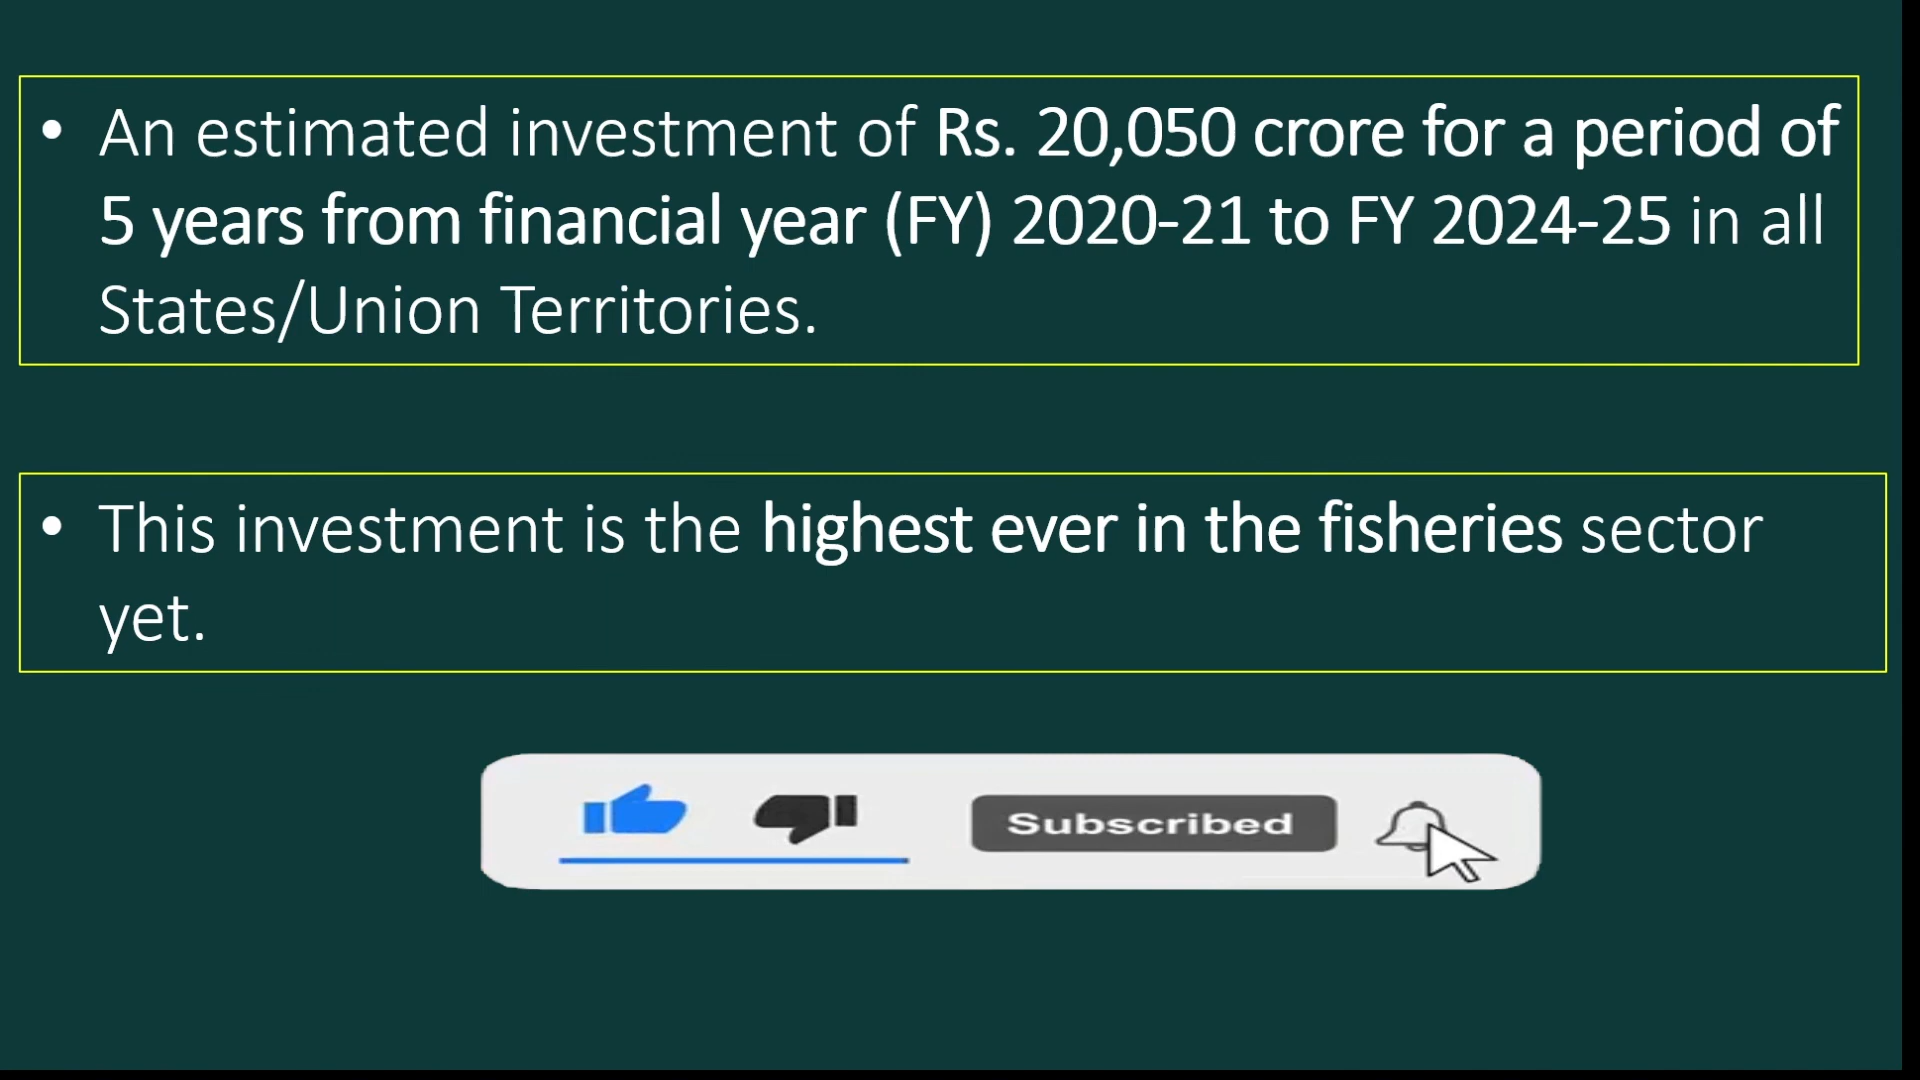 • An estimated investment of Rs. 20,050 crore for a period of
5 years from financial year (FY) 2020-21 to FY 2024-25 in all
States/Union Territories.
• This investment is the highest ever in the fisheries sector
yet.
Subscribed